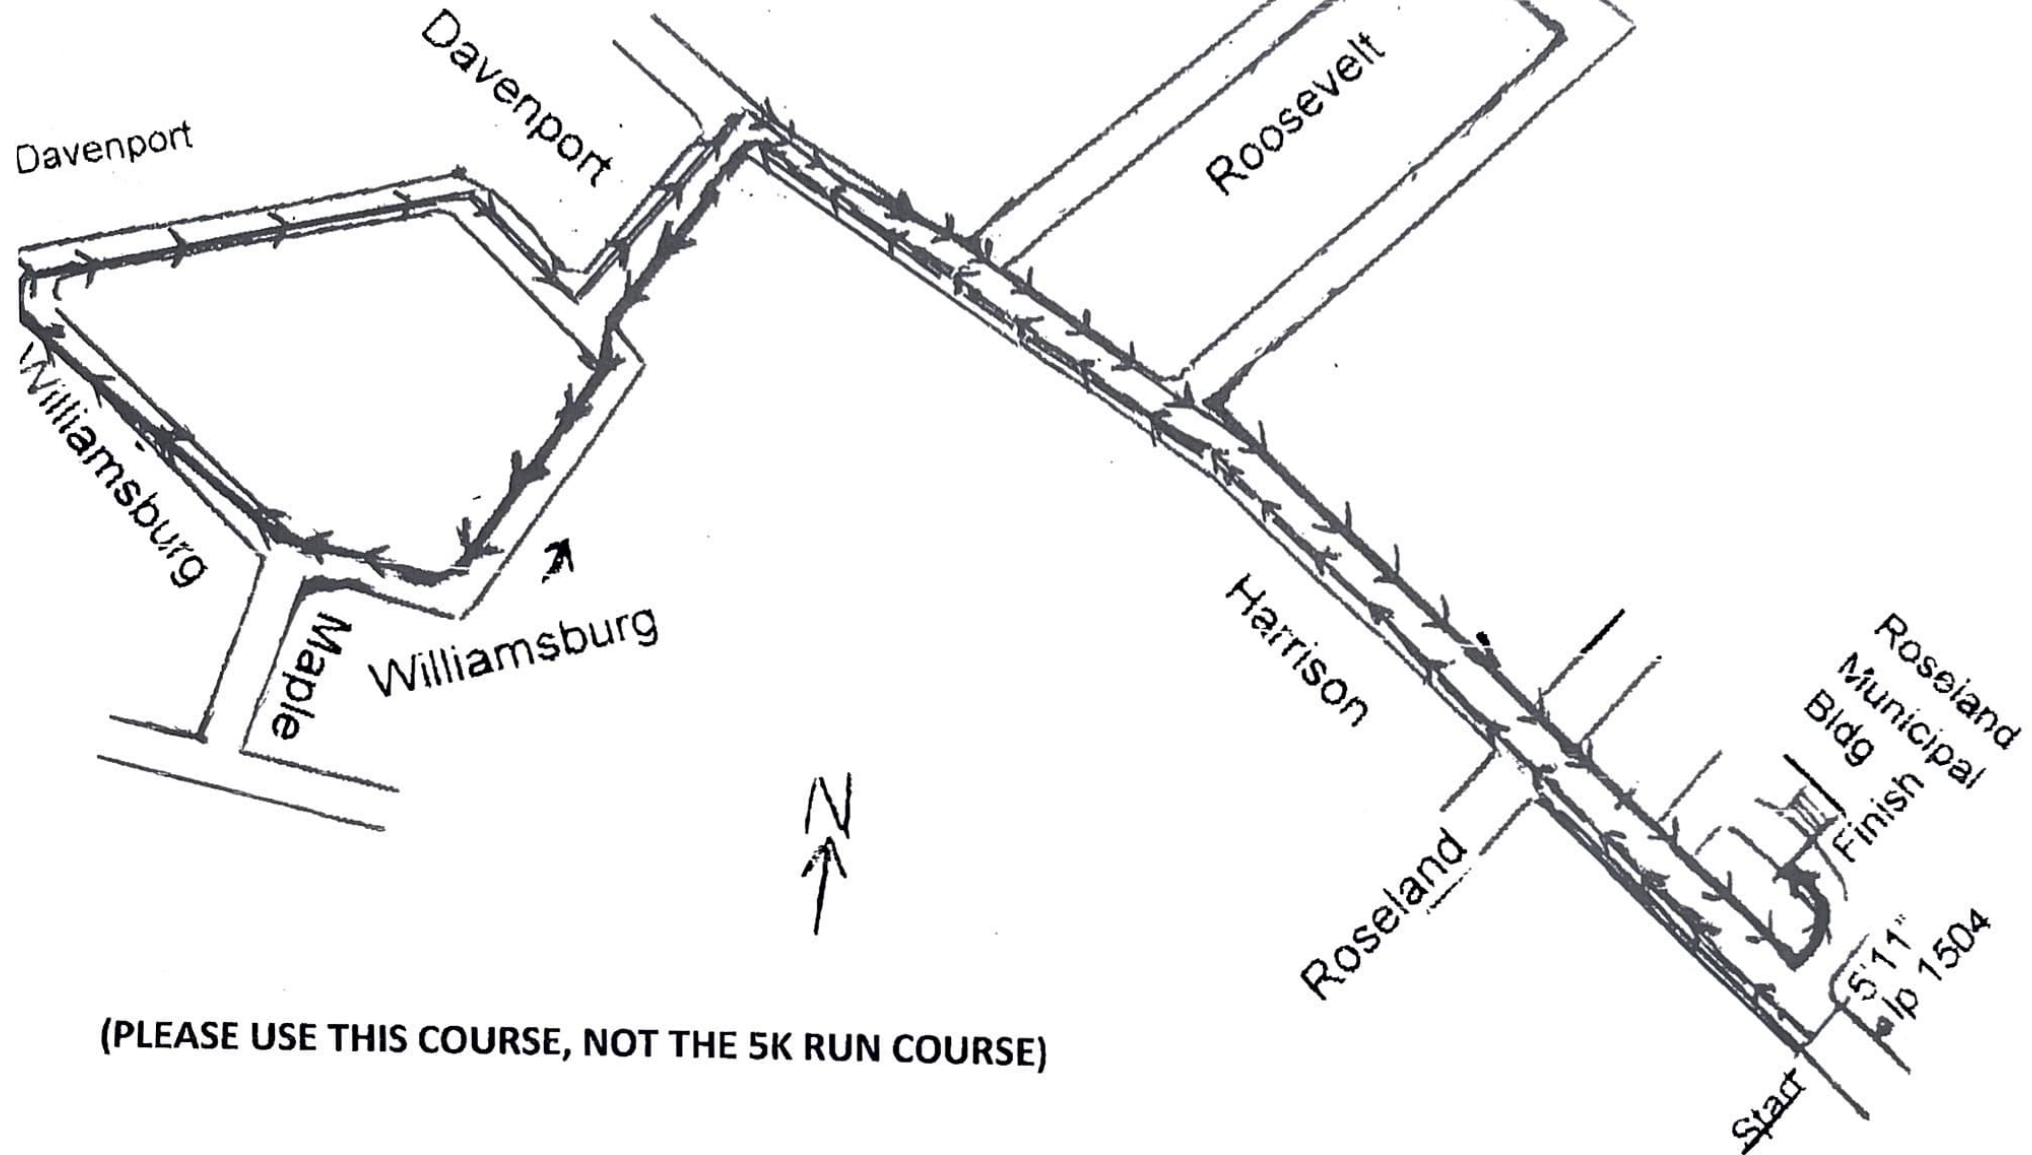 Davenport
Davenport
Roosevelt
Williamsburg
Maple
Williamsburg
Harrison
Roseland
Roseland
Municipal
Bldg
Finish
5'11"
lp 1504
Start
N
(PLEASE USE THIS COURSE, NOT THE 5K RUN COURSE)